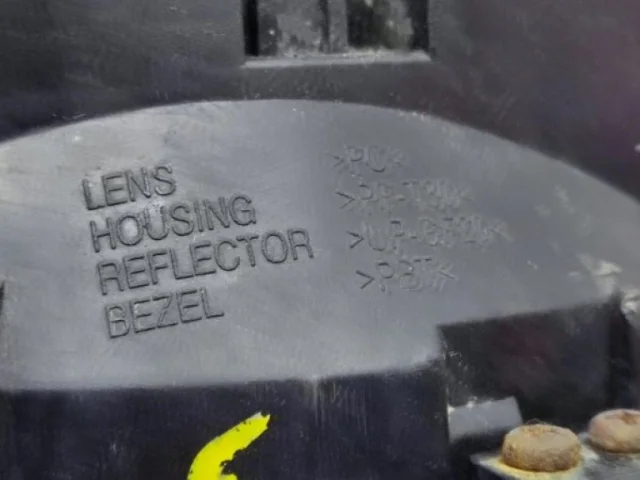 LENS >PC<
HOUSING
REFLECTOR
BEZEL >PBT<